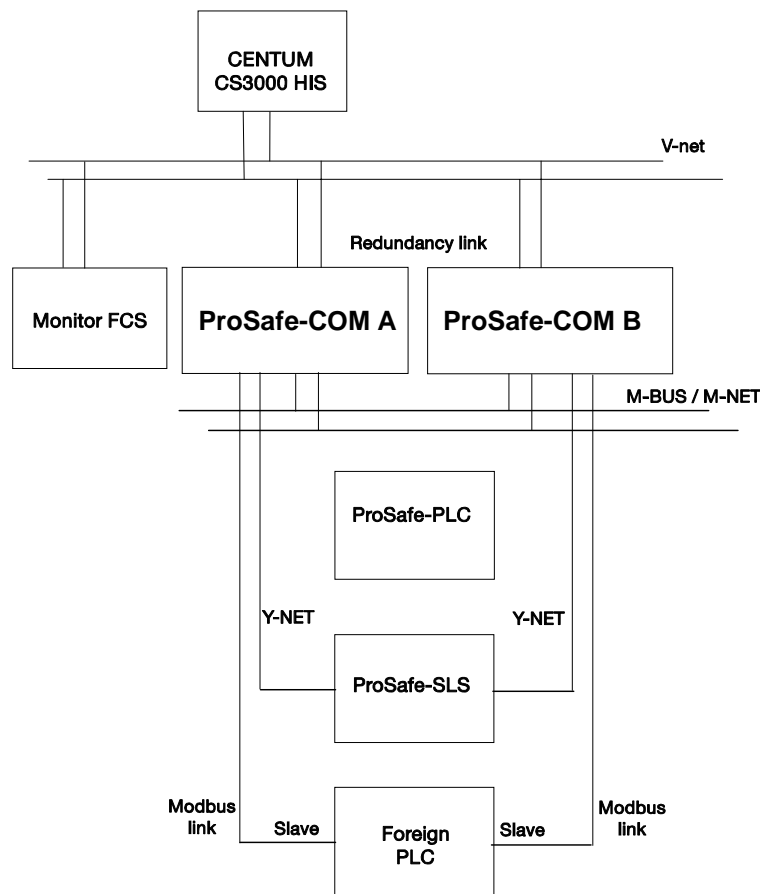 CENTUM
CS3000 HIS
V-net
Redundancy link
Monitor FCS
ProSafe-COM A
ProSafe-COM B
M-BUS / M-NET
ProSafe-PLC
Y-NET
Y-NET
ProSafe-SLS
Modbus
link
Slave
Foreign
PLC
Slave
Modbus
link